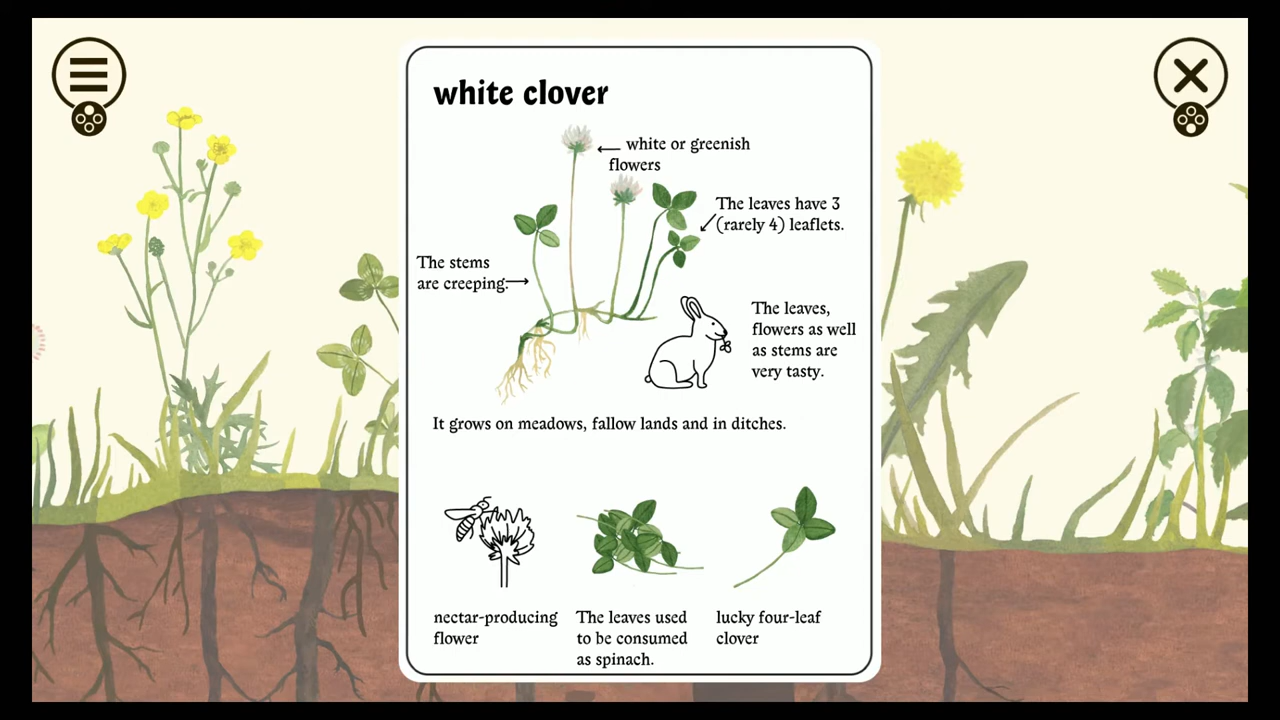 white clover
white or greenish
flowers
The leaves have 3
(rarely 4) leaflets.
The stems
are creeping.
The leaves,
flowers as well
as stems are
very tasty.
It grows on meadows, fallow lands and in ditches.
nectar-producing
flower
The leaves used
to be consumed
as spinach.
lucky four-leaf
clover